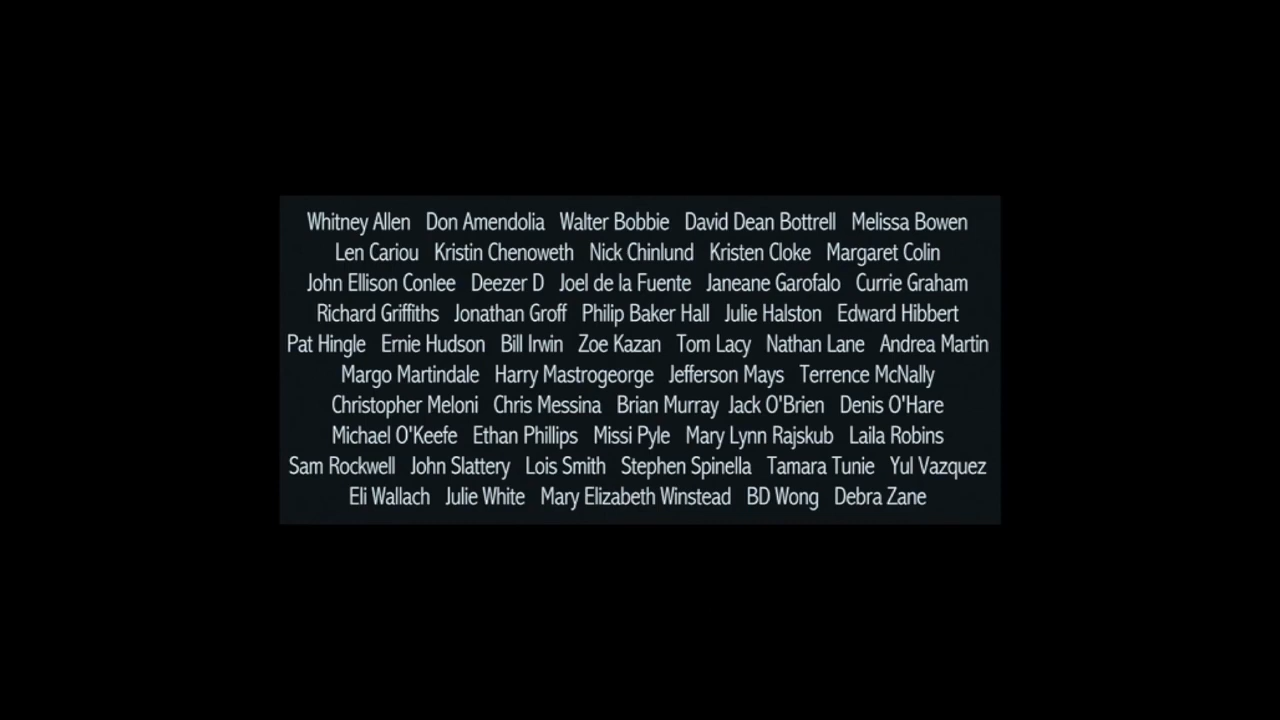 Whitney Allen Don Amendolia Walter Bobbie David Dean Bottrell Melissa Bowen
Len Cariou Kristin Chenoweth Nick Chinlund Kristen Cloke Margaret Colin
John Ellison Conlee Deezer D Joel de la Fuente Janeane Garofalo Currie Graham
Richard Griffiths Jonathan Groff Philip Baker Hall Julie Halston Edward Hibbert
Pat Hingle Ernie Hudson Bill Irwin Zoe Kazan Tom Lacy Nathan Lane Andrea Martin
Margo Martindale Harry Mastrogeorge Jefferson Mays Terrence McNally
Christopher Meloni Chris Messina Brian Murray Jack O'Brien Denis O'Hare
Michael O'Keefe Ethan Phillips Missi Pyle Mary Lynn Rajskub Laila Robins
Sam Rockwell John Slattery Lois Smith Stephen Spinella Tamara Tunie Yul Vazquez
Eli Wallach Julie White Mary Elizabeth Winstead BD Wong Debra Zane